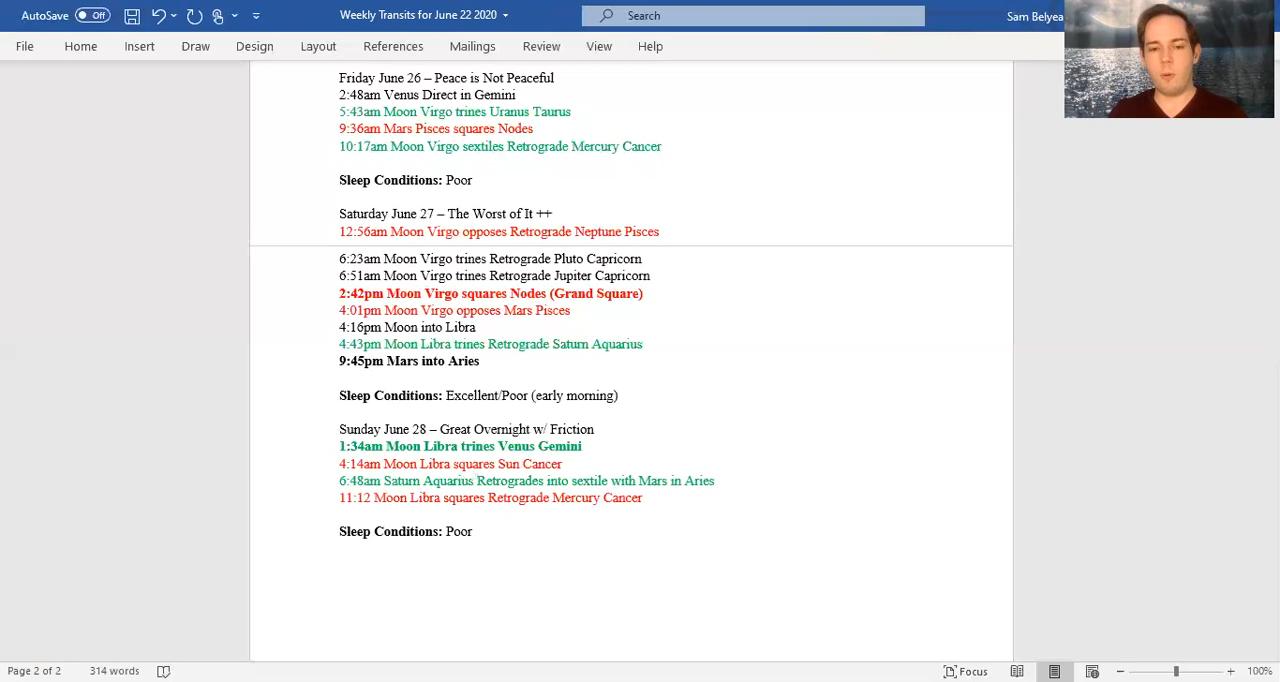 AutoSave Off Weekly Transits for June 22 2020 Search Sam Belyea
File Home Insert Draw Design Layout References Mailings Review View Help
Friday June 26 – Peace is Not Peaceful
2:48am Venus Direct in Gemini
5:43am Moon Virgo trines Uranus Taurus
9:36am Mars Pisces squares Nodes
10:17am Moon Virgo sextiles Retrograde Mercury Cancer
Sleep Conditions: Poor
Saturday June 27 – The Worst of It ++
12:56am Moon Virgo opposes Retrograde Neptune Pisces
6:23am Moon Virgo trines Retrograde Pluto Capricorn
6:51am Moon Virgo trines Retrograde Jupiter Capricorn
2:42pm Moon Virgo squares Nodes (Grand Square)
4:01pm Moon Virgo opposes Mars Pisces
4:16pm Moon into Libra
4:43pm Moon Libra trines Retrograde Saturn Aquarius
9:45pm Mars into Aries
Sleep Conditions: Excellent/Poor (early morning)
Sunday June 28 – Great Overnight w/ Friction
1:34am Moon Libra trines Venus Gemini
4:14am Moon Libra squares Sun Cancer
6:48am Saturn Aquarius Retrogrades into sextile with Mars in Aries
11:12 Moon Libra squares Retrograde Mercury Cancer
Sleep Conditions: Poor
Page 2 of 2 314 words Focus 100%